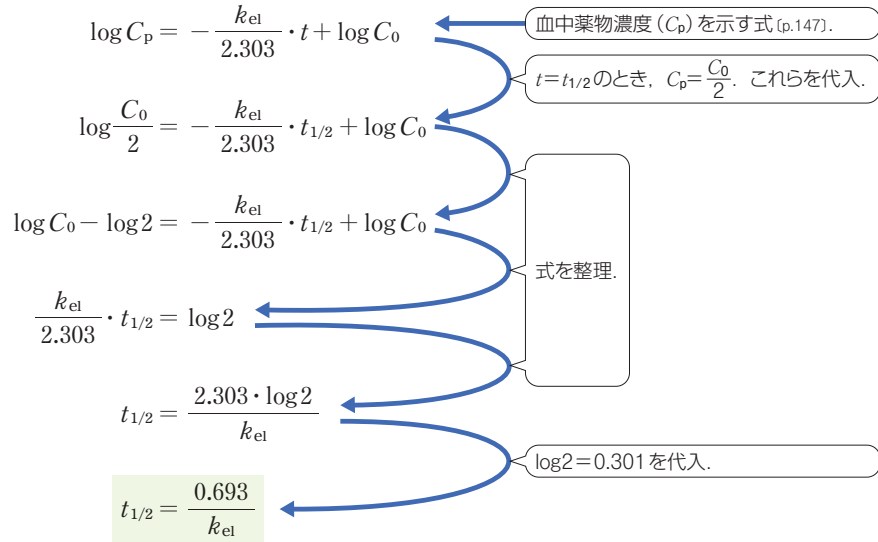 log Cp = − kel/2.303 · t + log C0
血中薬物濃度（Cp）を示す式〔p.147〕.
t＝t1/2のとき，Cp＝C0/2．これらを代入.
log C0/2 = − kel/2.303 · t1/2 + log C0
log C0 − log 2 = − kel/2.303 · t1/2 + log C0
式を整理.
kel/2.303 · t1/2 = log 2
t1/2 = 2.303 · log 2/kel
log2＝0.301を代入.
t1/2 = 0.693/kel